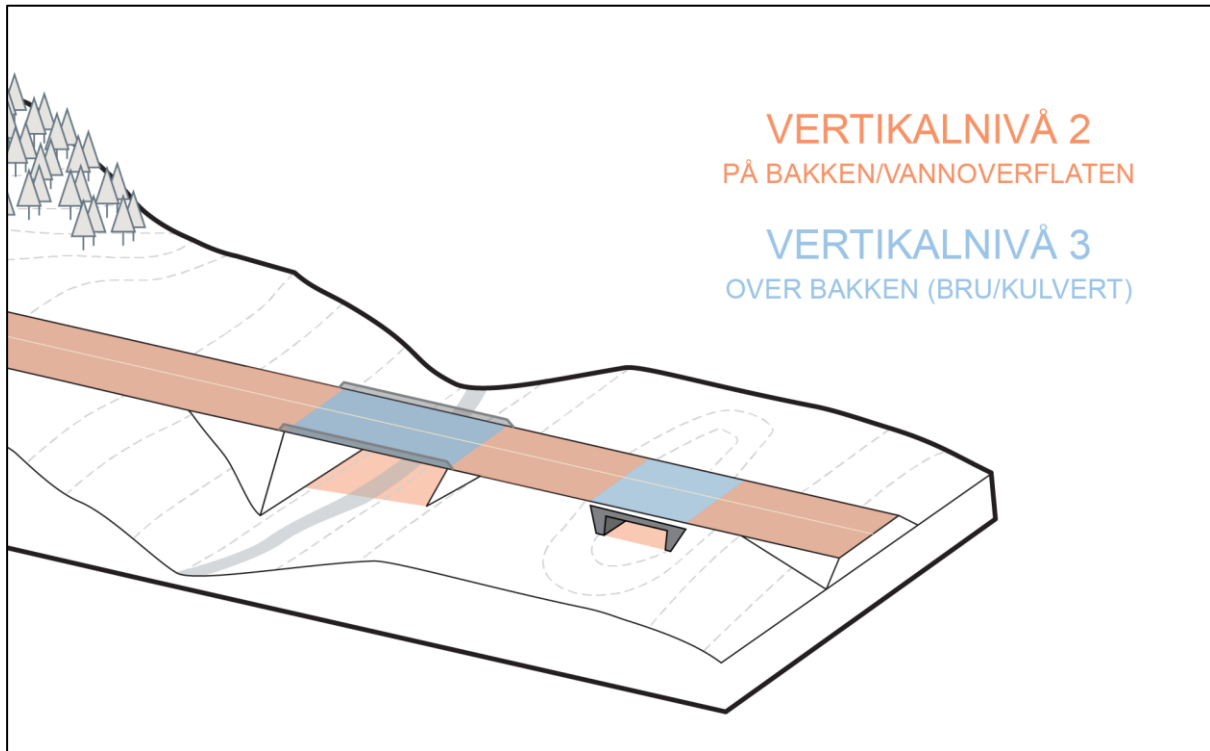 VERTIKALNIVÅ 2
PÅ BAKKEN/VANNOVERFLATEN
VERTIKALNIVÅ 3
OVER BAKKEN (BRU/KULVERT)